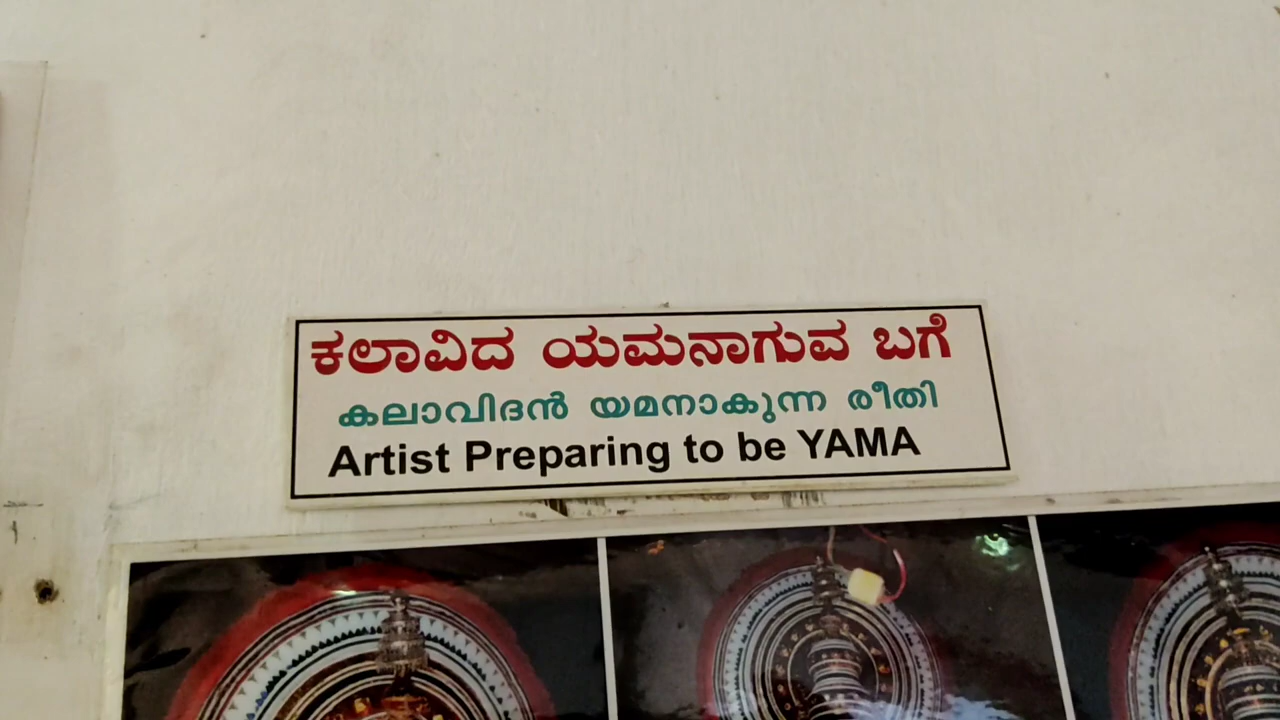 ಕಲಾವಿದ ಯಮನಾಗುವ ಬಗೆ
കലാവിദൻ യമനാകുന്ന രീതി
Artist Preparing to be YAMA